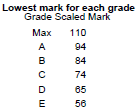 Lowest mark for each grade
Grade Scaled Mark
Max 110
A 94
B 84
C 74
D 65
E 56